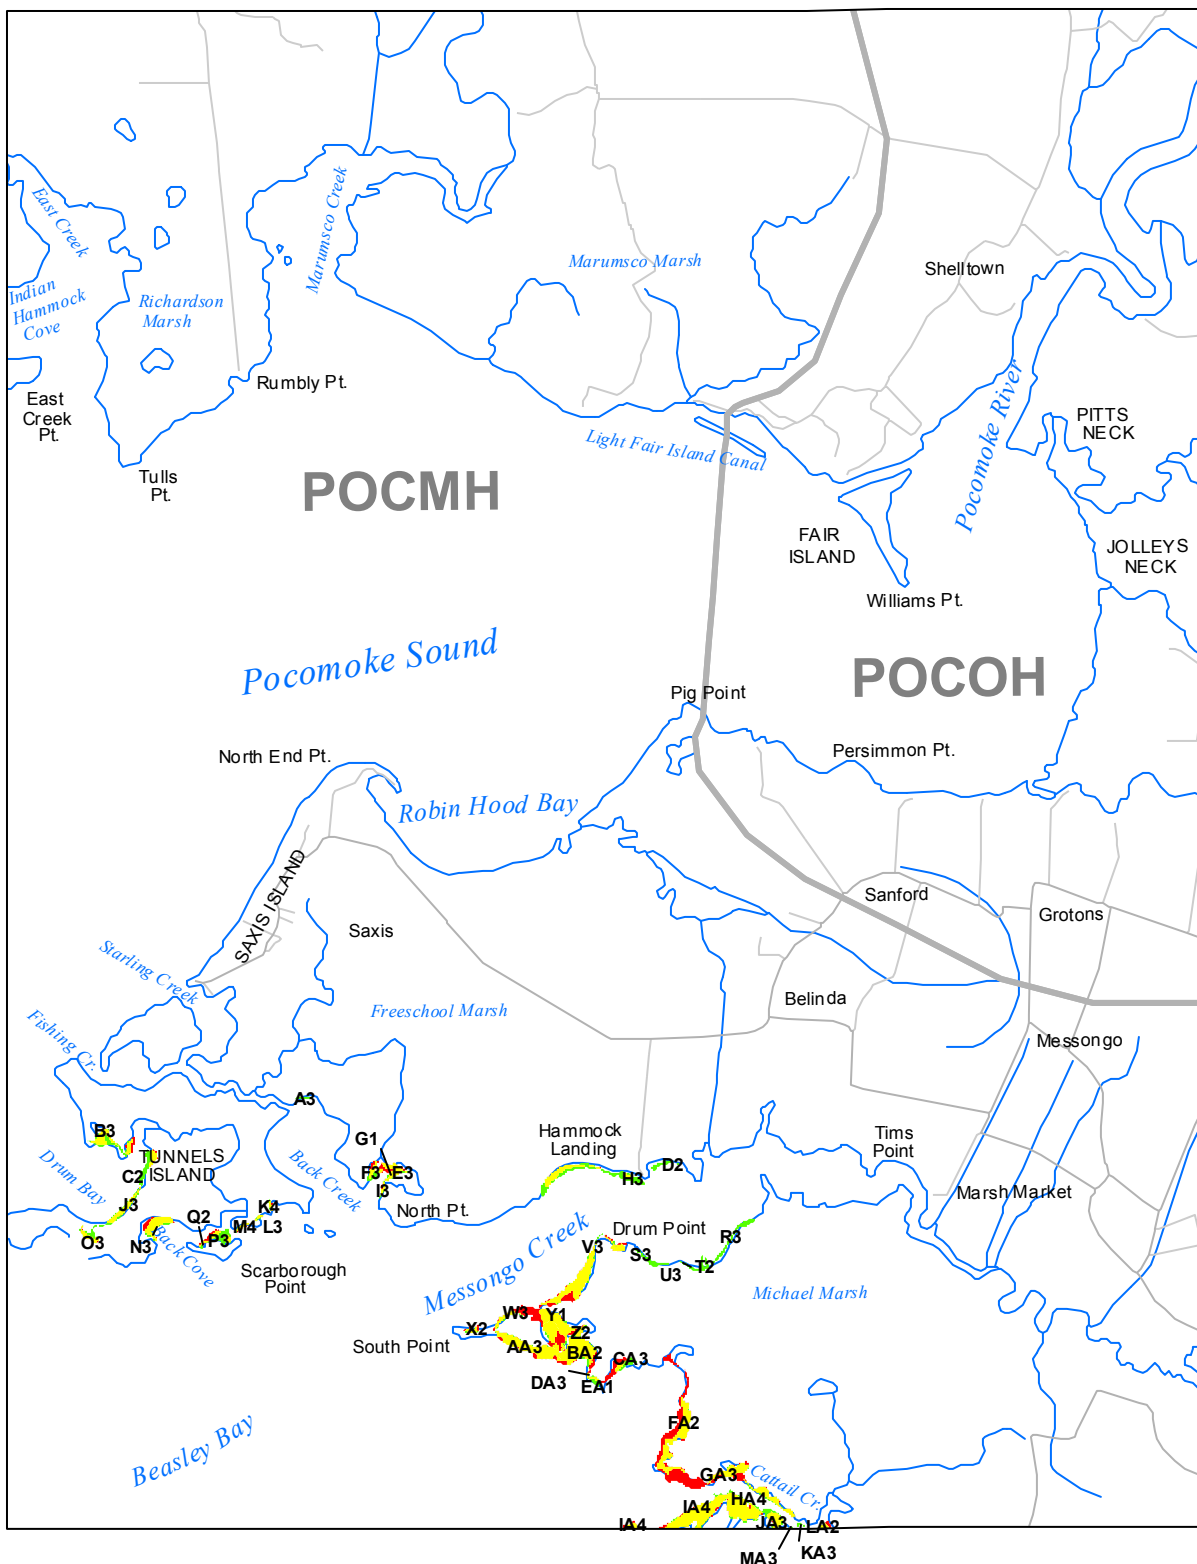 East Creek
Indian
Hammock
Cove
Richardson
Marsh
Marumsco Creek
Marumsco Marsh
Shelltown
East
Creek
Pt.
Rumbly Pt.
Tulls
Pt.
POCMH
Light Fair Island Canal
Pocomoke River
PITTS
NECK
FAIR
ISLAND
JOLLEYS
NECK
Williams Pt.
Pocomoke Sound
POCOH
Pig Point
Persimmon Pt.
North End Pt.
Robin Hood Bay
SAXIS ISLAND
Saxis
Sanford
Grotons
Starling Creek
Freeschool Marsh
Belinda
Fishing Cr.
Messongo
A3
B3
TUNNELS
ISLAND
C2
Drum Bay
G1
F3
E3
I3
Back Creek
North Pt.
Hammock
Landing
H3
D2
Tims
Point
Marsh Market
J3
O3
N3
Back Cove
Q2
P3
M4
L3
K4
Scarborough
Point
Messongo Creek
Drum Point
V3
S3
U3
T2
R3
Michael Marsh
W3
Y1
X2
Z2
South Point
AA3
BA2
CA3
DA3
EA1
FA2
Beasley Bay
GA3
Cattail Cr.
IA4
HA4
IA4
JA3
LA2
MA3
KA3